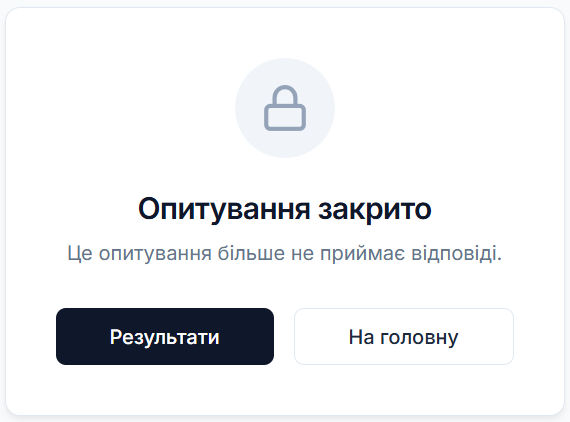 Опитування закрито
Це опитування більше не приймає відповіді.
Результати
На головну